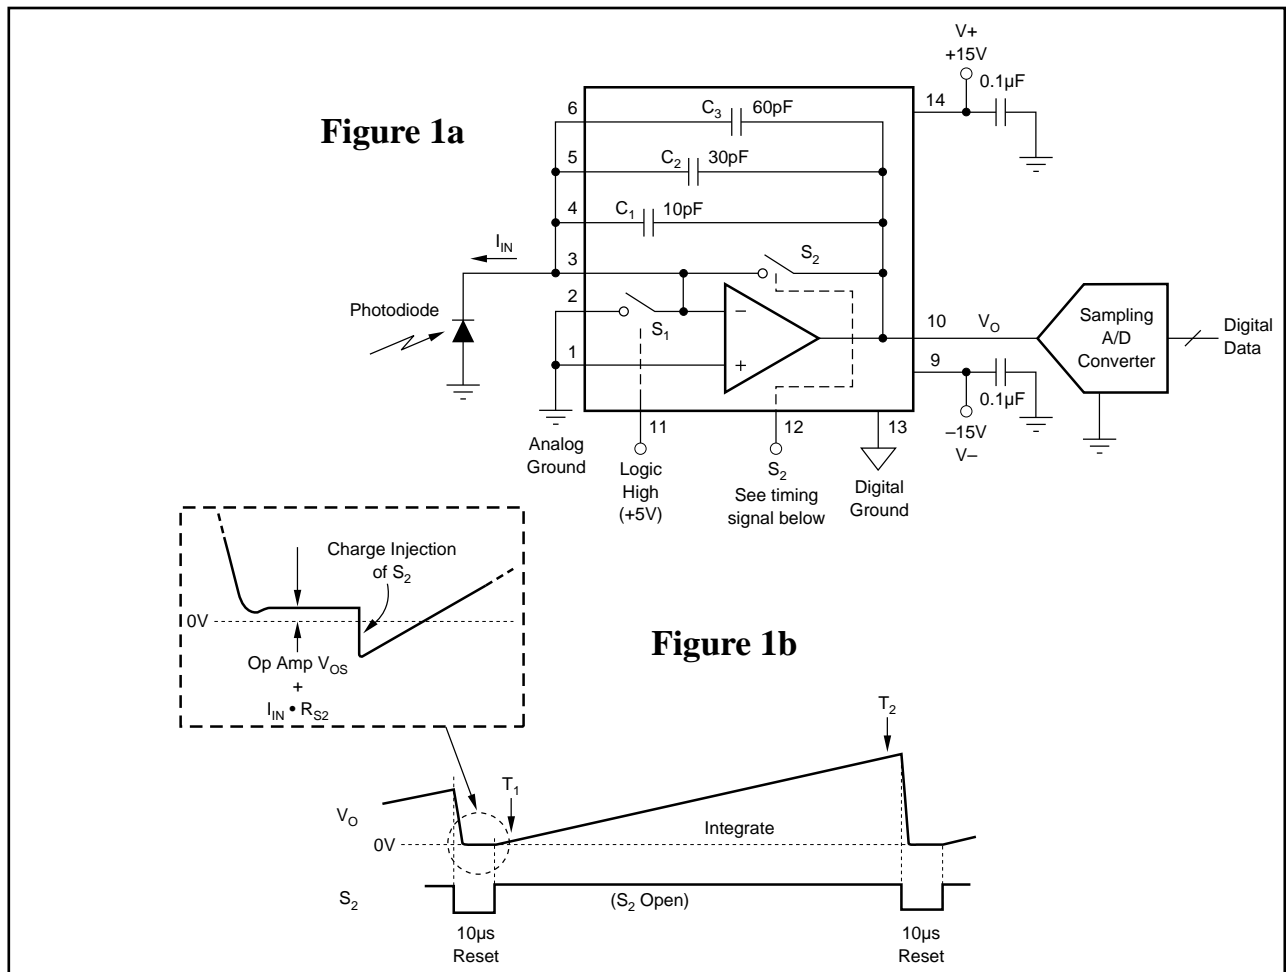 Figure 1a
V+
+15V
0.1µF
14
6
C3 60pF
5
C2 30pF
4
C1 10pF
IIN
3
S2
2
S1
Photodiode
–
+
1
10
VO
Sampling
A/D
Converter
Digital
Data
9
0.1µF
–15V
V–
11
12
13
Analog
Ground
Logic
High
(+5V)
S2
See timing
signal below
Digital
Ground
Charge Injection
of S2
0V
Op Amp VOS
+
IIN • RS2
Figure 1b
T2
T1
VO
Integrate
0V
S2
(S2 Open)
10µs
Reset
10µs
Reset